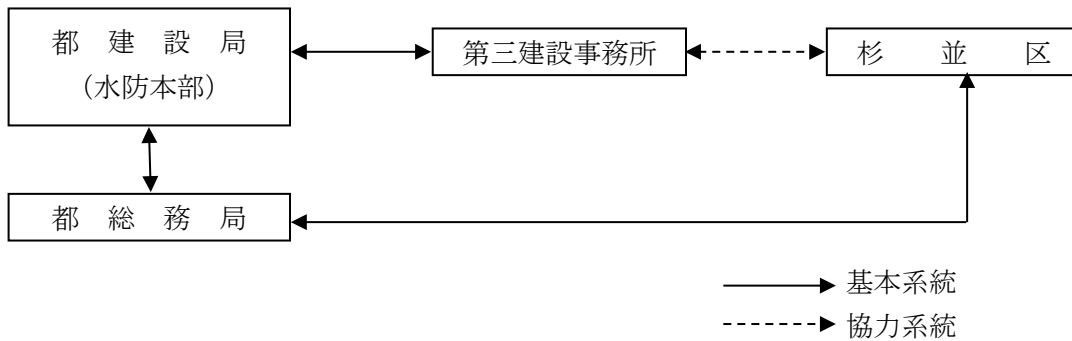 都 建 設 局
（水防本部）
第三建設事務所
杉 並 区
都 総 務 局
基本系統
協力系統